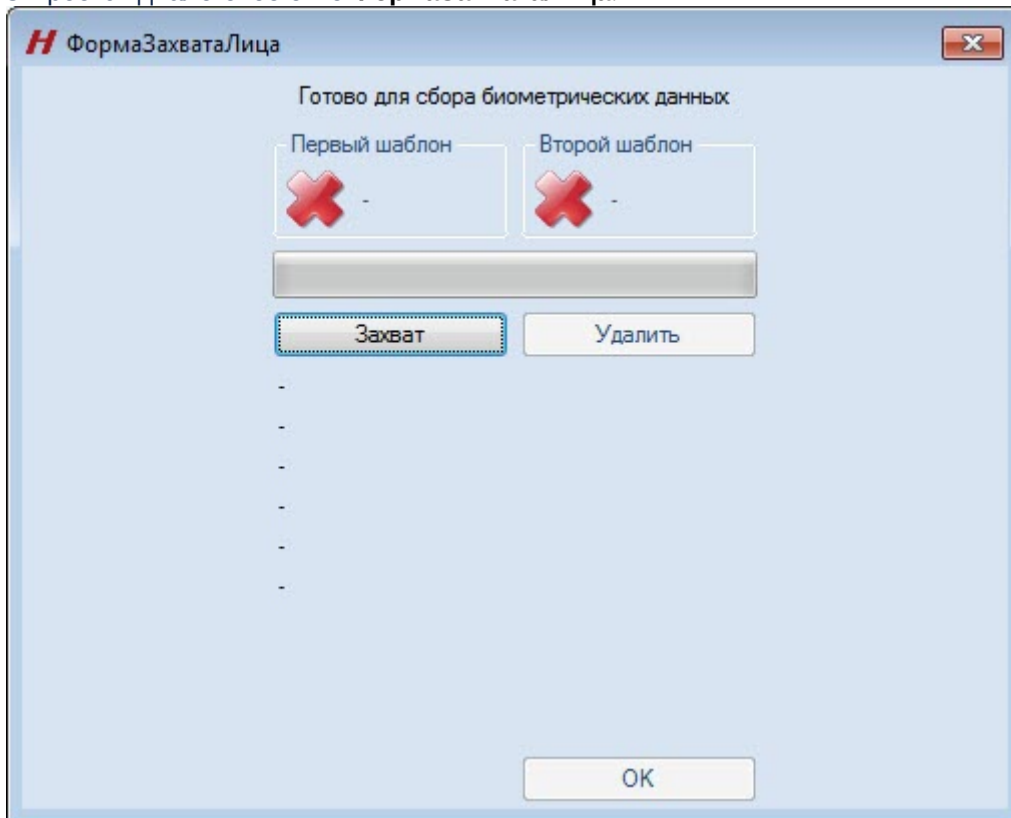 ФормаЗахватаЛица
Готово для сбора биометрических данных
Первый шаблон Второй шаблон
- -
Захват Удалить
-
-
-
-
-
-
OK